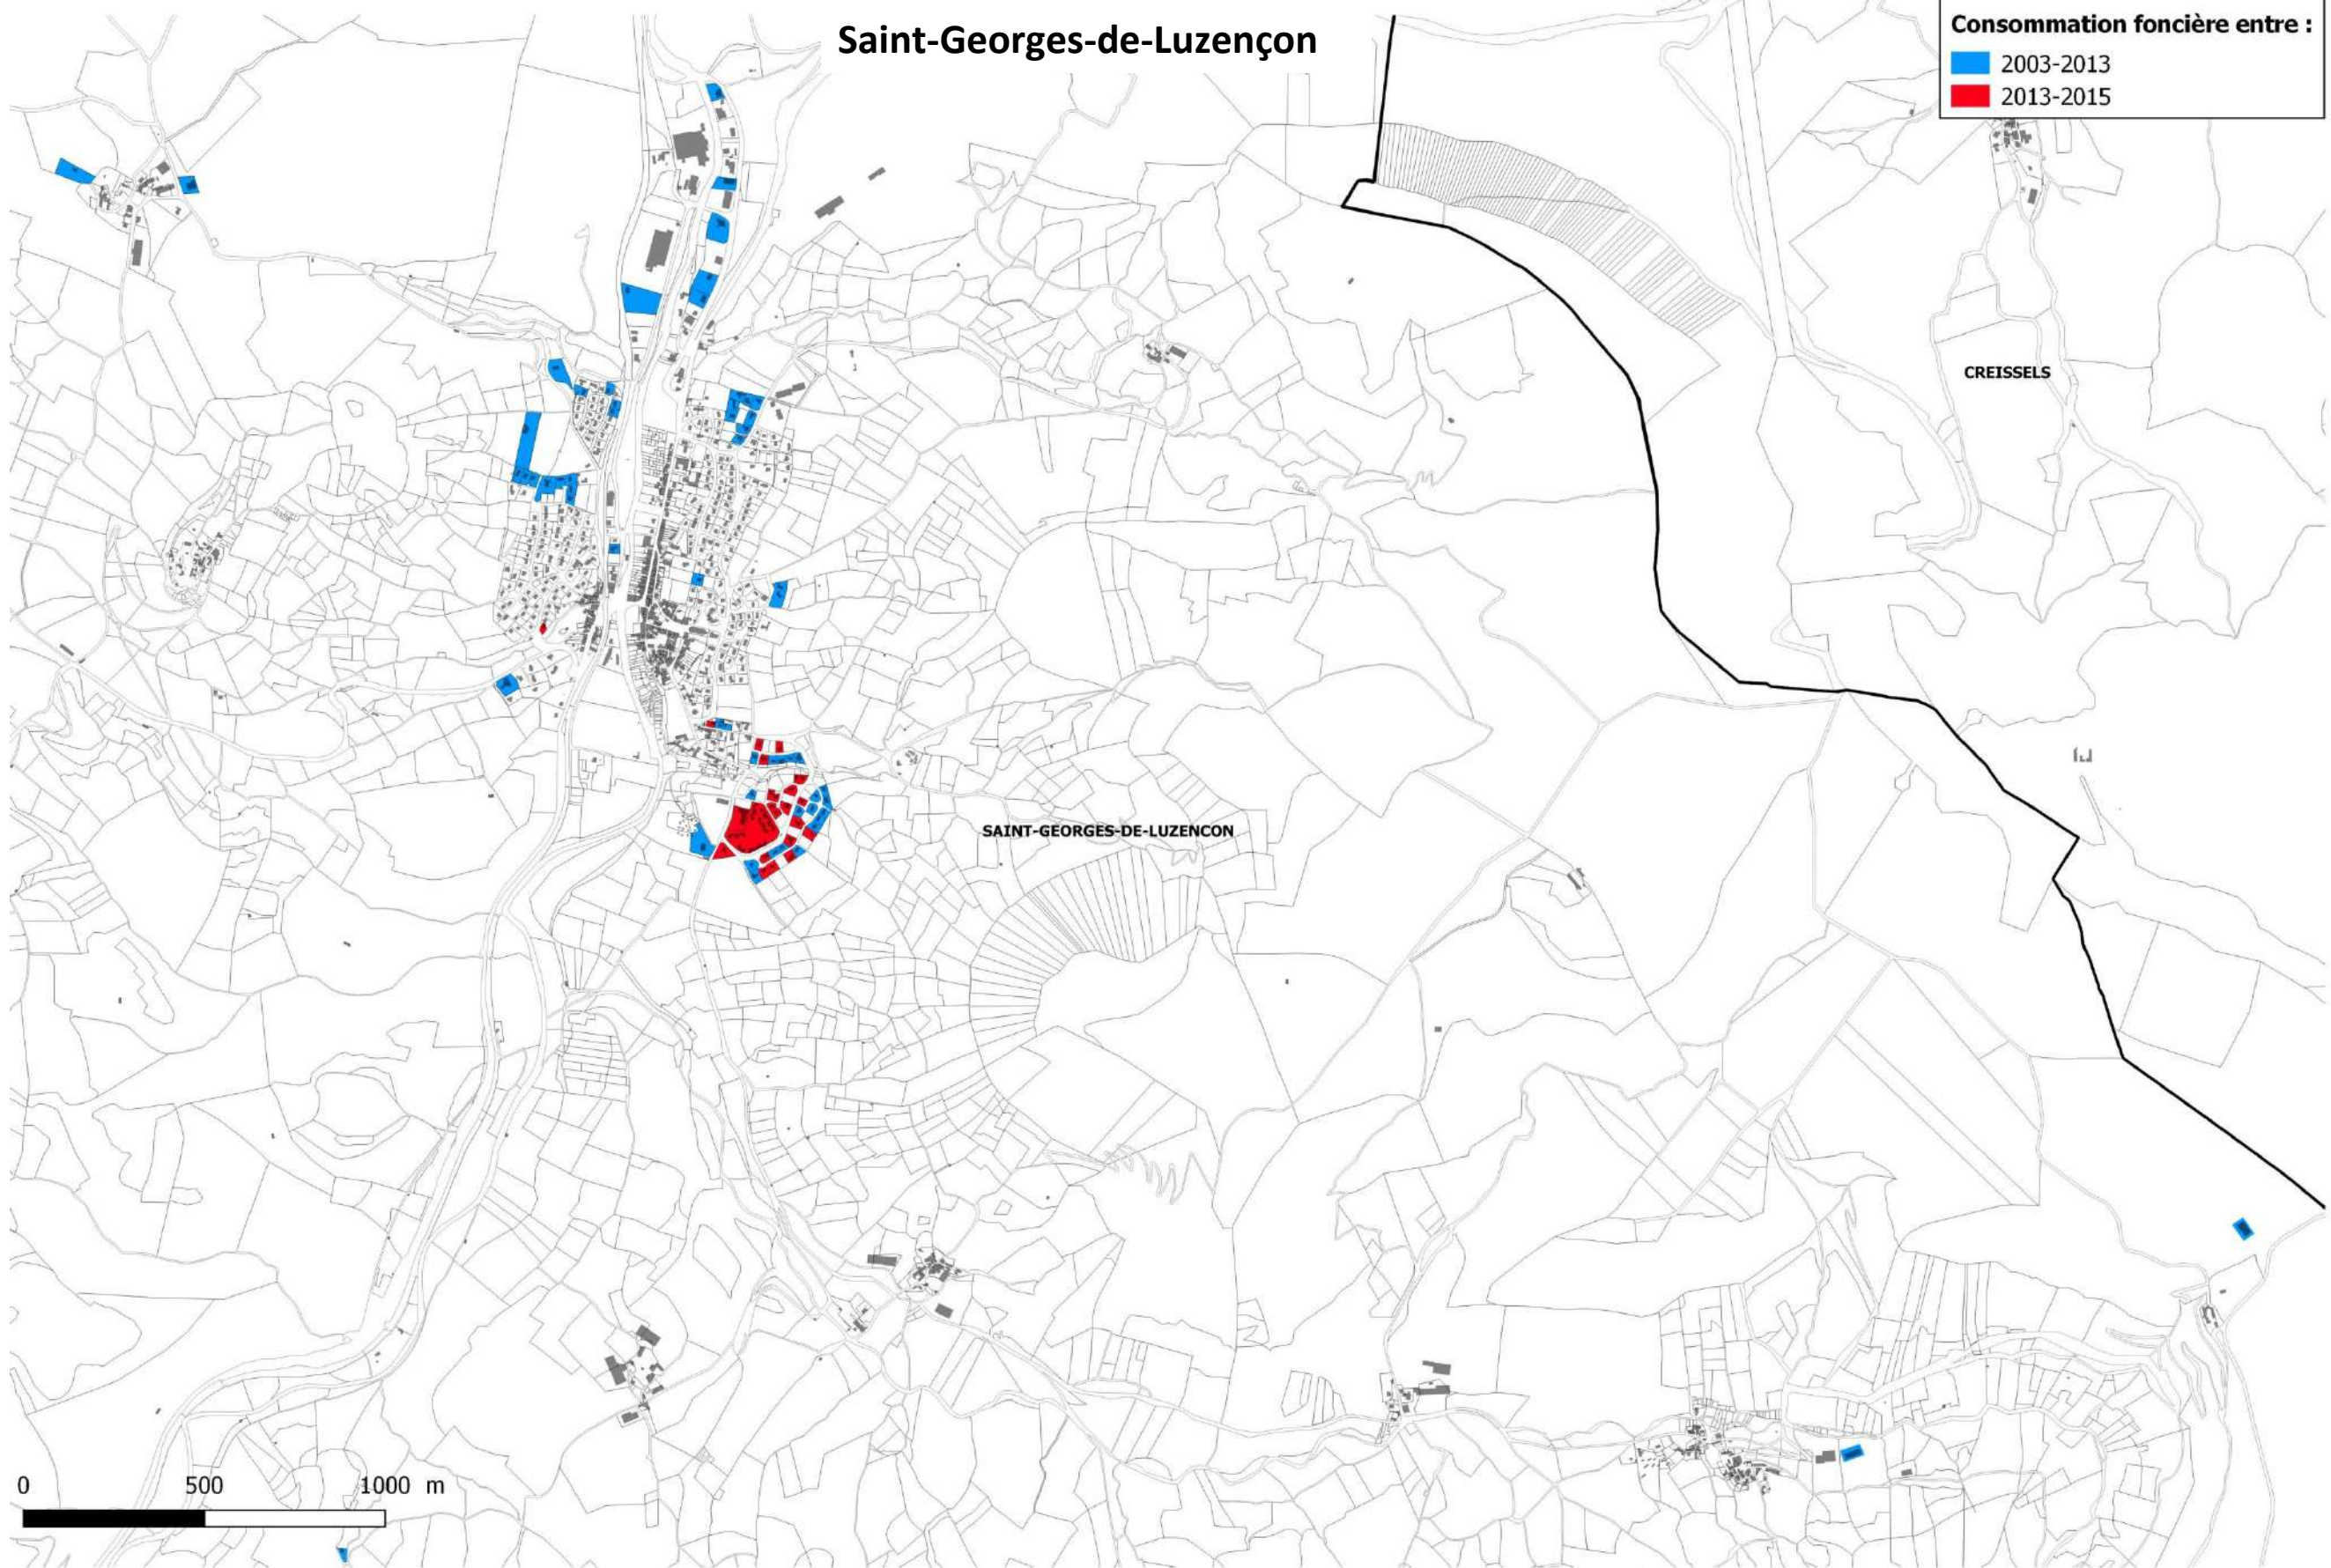 Saint-Georges-de-Luzençon
Consommation foncière entre :
2003-2013
2013-2015
CREISSELS
SAINT-GEORGES-DE-LUZENCON
0 500 1000 m